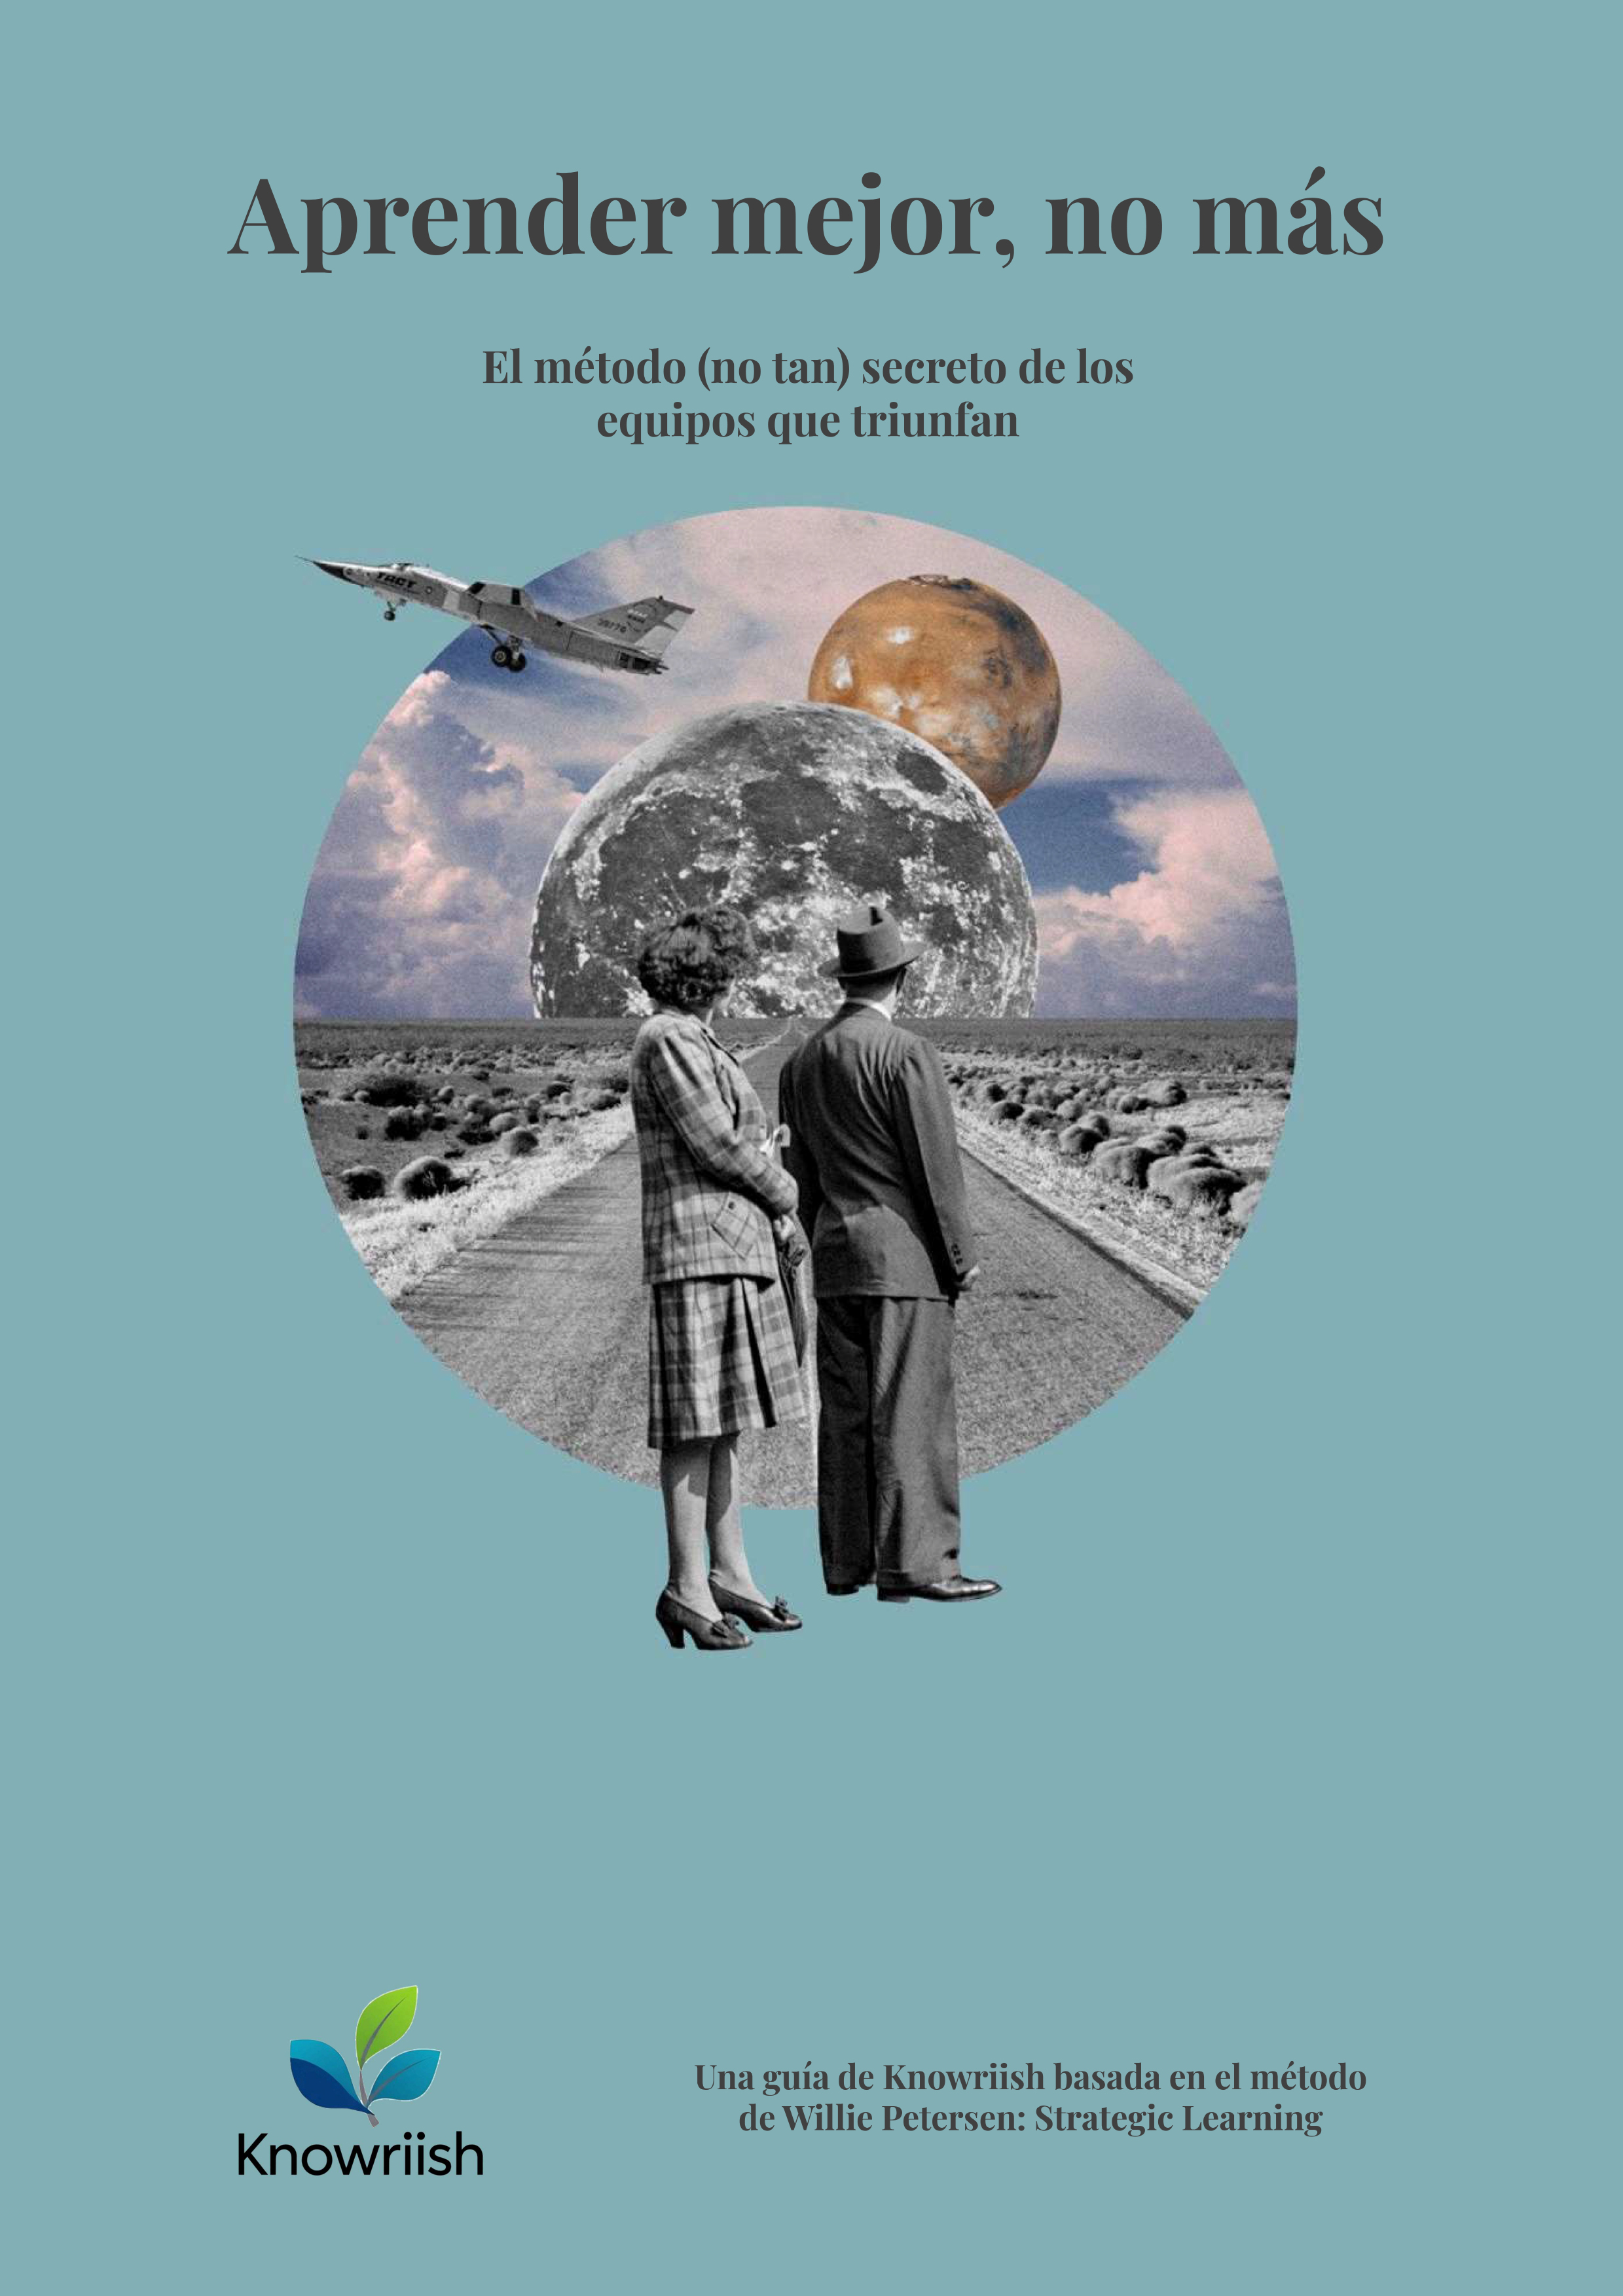 Aprender mejor, no más
El método (no tan) secreto de los
equipos que triunfan
TACT
Una guía de Knowriish basada en el método
de Willie Petersen: Strategic Learning
Knowriish